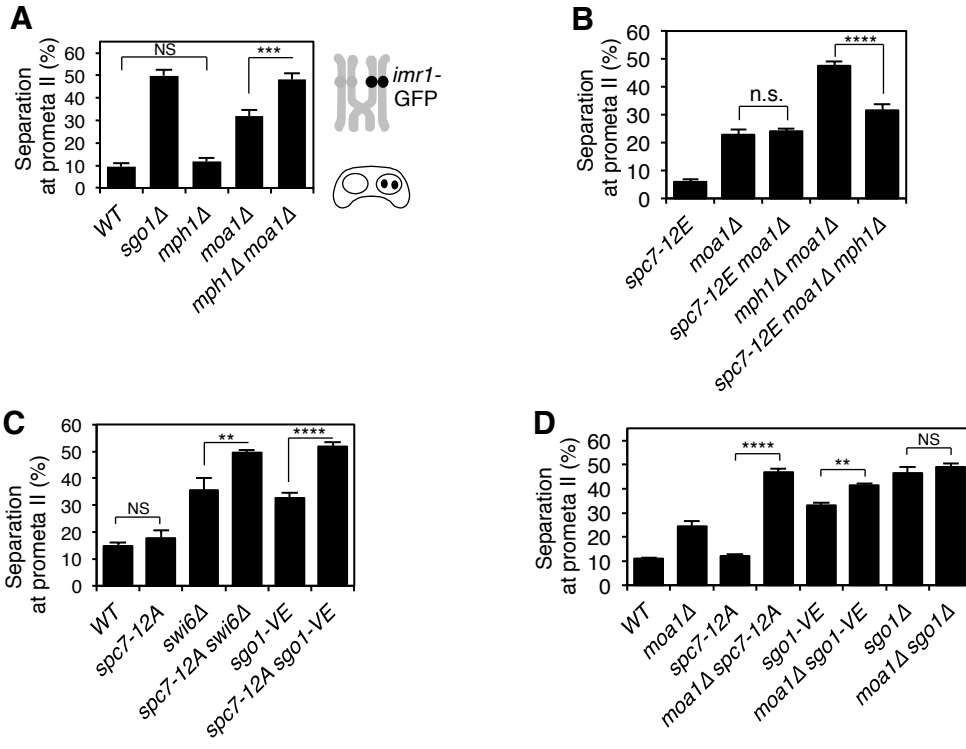 A
Separation
at prometa II (%)
60
50
40
30
20
10
0
NS
***
WT
sgo1Δ
mph1Δ
moa1Δ
mph1Δ moa1Δ
imr1-
GFP
B
Separation
at prometa II (%)
60
50
40
30
20
10
0
n.s.
****
spc7-12E
moa1Δ
spc7-12E moa1Δ
mph1Δ moa1Δ
spc7-12E moa1Δ mph1Δ
C
Separation
at prometa II (%)
60
50
40
30
20
10
0
NS
**
****
WT
spc7-12A
swi6Δ
spc7-12A swi6Δ
sgo1-VE
spc7-12A sgo1-VE
D
Separation
at prometa II (%)
60
50
40
30
20
10
0
****
**
NS
WT
moa1Δ
spc7-12A
moa1Δ spc7-12A
sgo1-VE
moa1Δ sgo1-VE
sgo1Δ
moa1Δ sgo1Δ